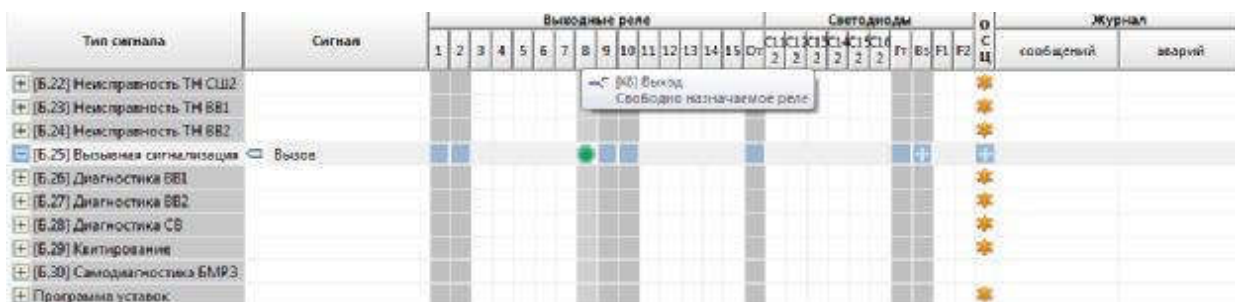 Тип сигнала Сигнал Выходные реле Светодиоды ОСЦ Журнал
1 2 3 4 5 6 7 8 9 10 11 12 13 14 15 От Гт Вз F1 F2 сообщений аварий
[Б.22] Неисправность ТН СШ2
[K8] Выход
Свободно назначаемое реле
[Б.23] Неисправность ТН ВВ1
[Б.24] Неисправность ТН ВВ2
[Б.25] Вызывная сигнализация Вызов
[Б.26] Диагностика ВВ1
[Б.27] Диагностика ВВ2
[Б.28] Диагностика СВ
[Б.29] Квитирование
[Б.30] Самодиагностика БМРЗ
Программа уставок